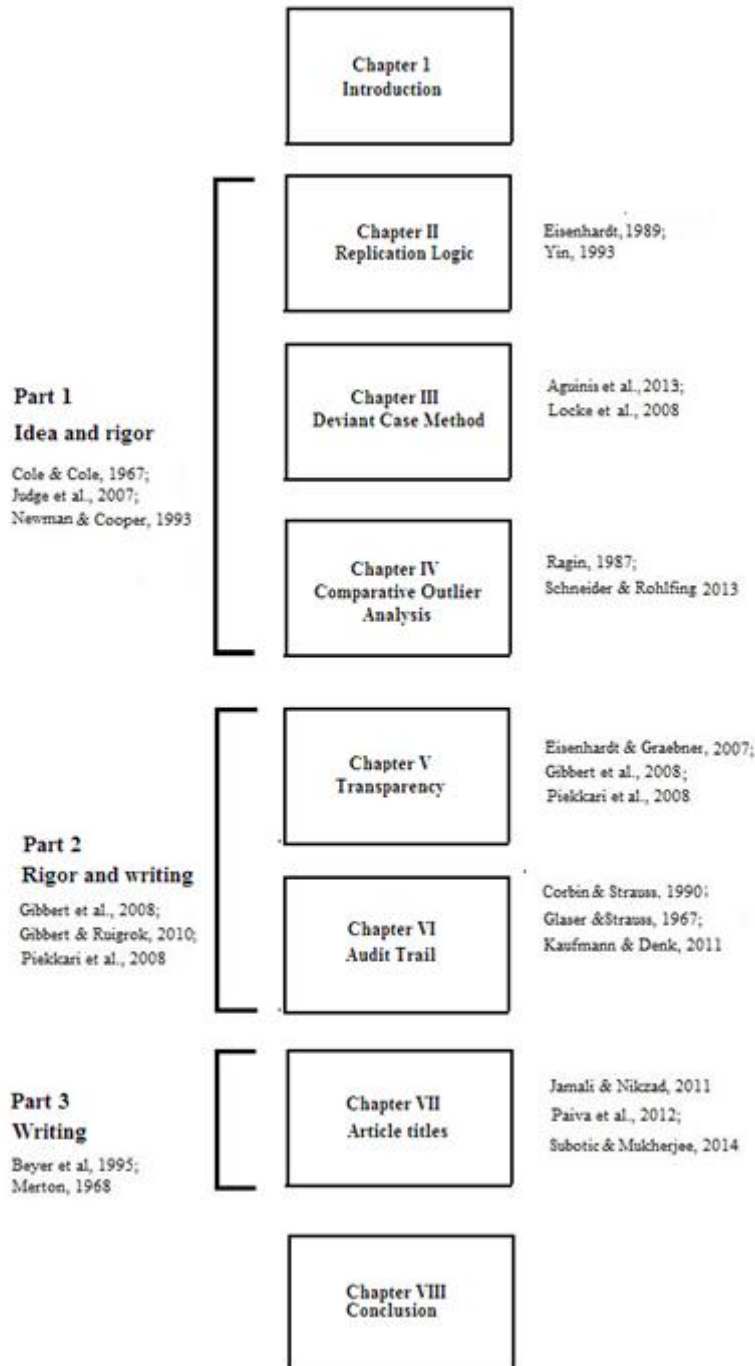 Chapter 1
Introduction
Chapter II
Replication Logic
Eisenhardt, 1989;
Yin, 1993
Part 1
Idea and rigor
Cole & Cole, 1967;
Judge et al., 2007;
Newman & Cooper, 1993
Chapter III
Deviant Case Method
Aguinis et al., 2013;
Locke et al., 2008
Chapter IV
Comparative Outlier
Analysis
Ragin, 1987;
Schneider & Rohlfing 2013
Chapter V
Transparency
Eisenhardt & Graebner, 2007;
Gibbert et al., 2008;
Piekkari et al., 2008
Part 2
Rigor and writing
Gibbert et al., 2008;
Gibbert & Ruigrok, 2010;
Piekkari et al., 2008
Chapter VI
Audit Trail
Corbin & Strauss, 1990;
Glaser &Strauss, 1967;
Kaufmann & Denk, 2011
Part 3
Writing
Beyer et al, 1995;
Merton, 1968
Chapter VII
Article titles
Jamali & Nikzad, 2011
Paiva et al., 2012;
Subotic & Mukherjee, 2014
Chapter VIII
Conclusion